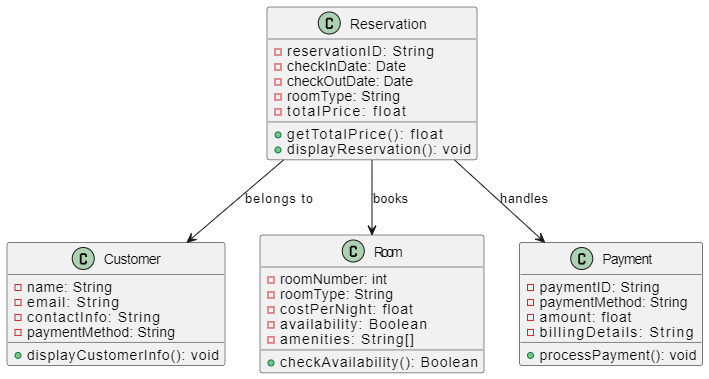 C Reservation
reservationID: String
checkInDate: Date
checkOutDate: Date
roomType: String
totalPrice: float
getTotalPrice(): float
displayReservation(): void
belongs to
books
handles
C Customer
name: String
email: String
contactInfo: String
paymentMethod: String
displayCustomerInfo(): void
C Room
roomNumber: int
roomType: String
costPerNight: float
availability: Boolean
amenities: String[]
checkAvailability(): Boolean
C Payment
paymentID: String
paymentMethod: String
amount: float
billingDetails: String
processPayment(): void